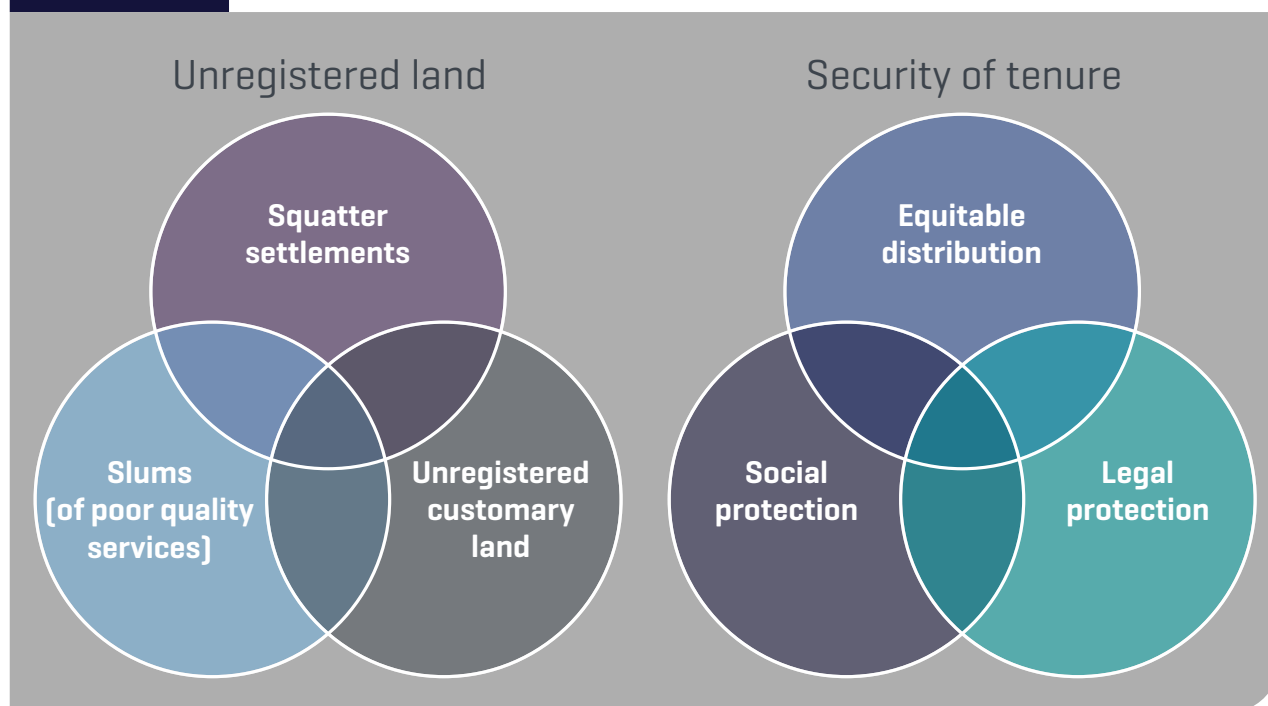 Unregistered land
Squatter
settlements
Slums
(of poor quality
services)
Unregistered
customary
land
Security of tenure
Equitable
distribution
Social
protection
Legal
protection